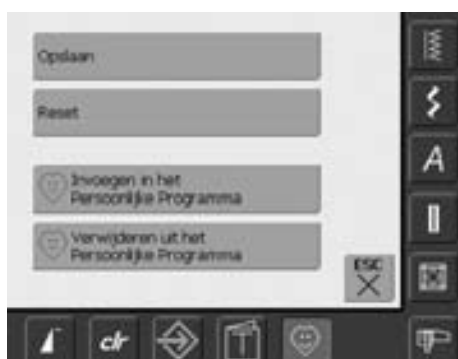 Opslaan
Reset
Invoegen in het
Persoonlijke Programma
Verwijderen uit het
Persoonlijke Programma
ESC
A
clr